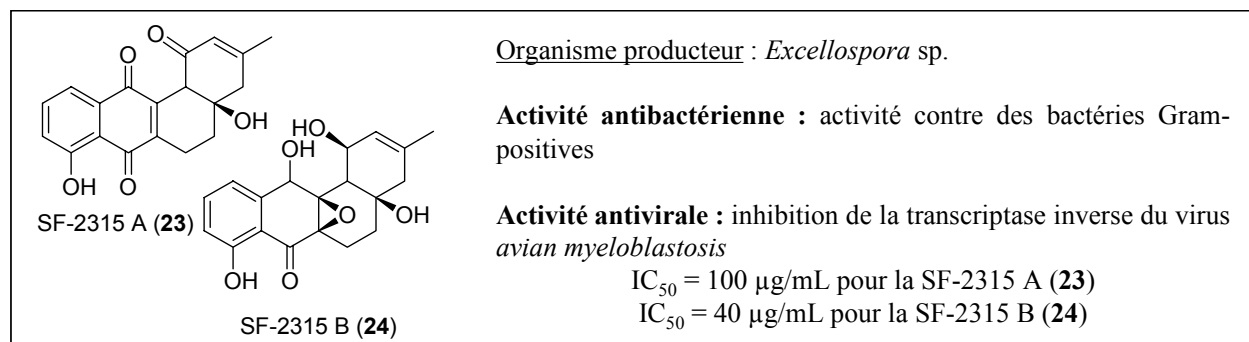 O
O
O
OH
OH
O
SF-2315 A (23)
HO
OH
O
OH
OH
O
SF-2315 B (24)
Organisme producteur : Excellospora sp.
Activité antibactérienne : activité contre des bactéries Gram-
positives
Activité antivirale : inhibition de la transcriptase inverse du virus
avian myeloblastosis
IC50 = 100 µg/mL pour la SF-2315 A (23)
IC50 = 40 µg/mL pour la SF-2315 B (24)